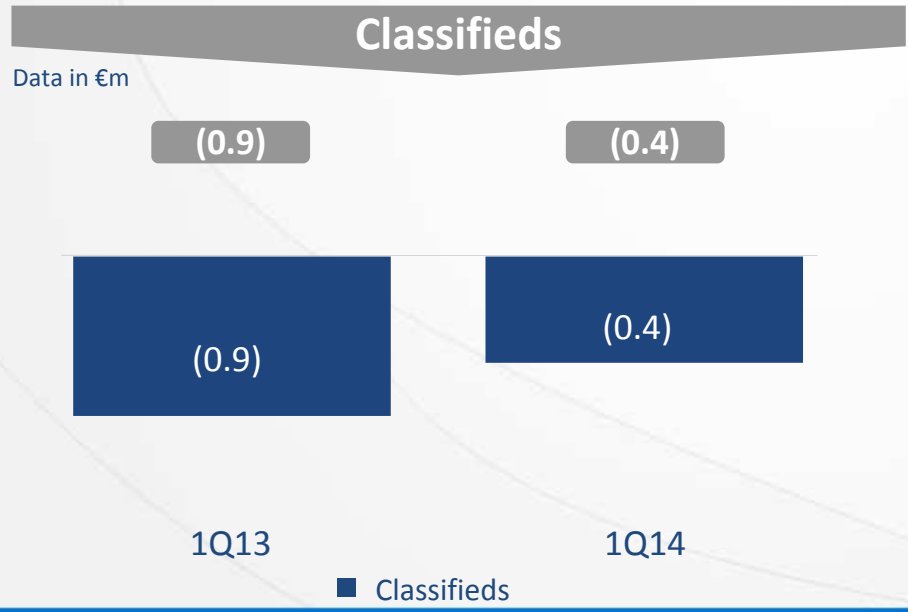 Classifieds
Data in €m
(0.9) (0.4)
(0.9) (0.4)
1Q13 1Q14
Classifieds